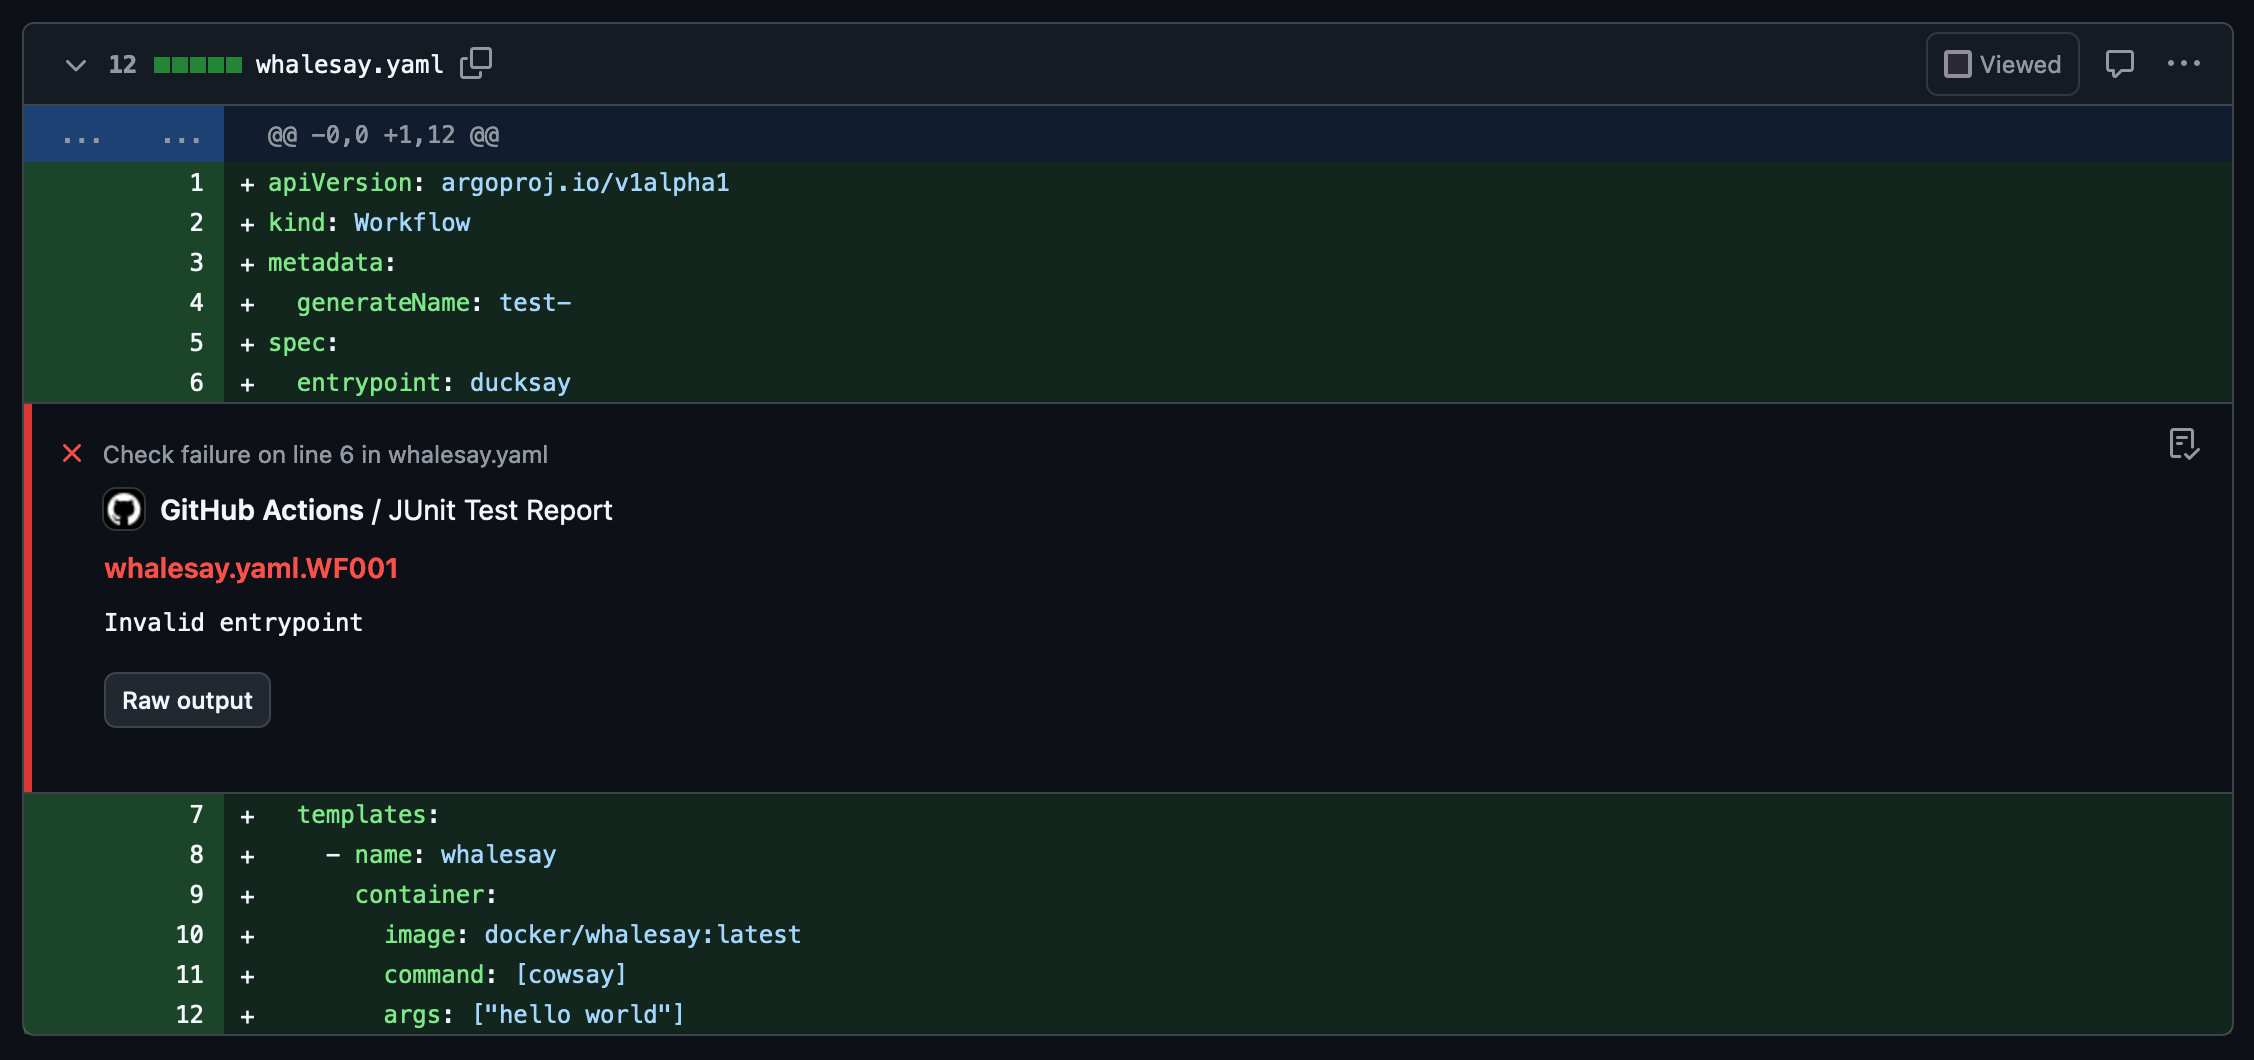 12 whalesay.yaml Viewed
... ... @@ -0,0 +1,12 @@
1 + apiVersion: argoproj.io/v1alpha1
2 + kind: Workflow
3 + metadata:
4 +   generateName: test-
5 + spec:
6 +   entrypoint: ducksay
Check failure on line 6 in whalesay.yaml
GitHub Actions / JUnit Test Report
whalesay.yaml.WF001
Invalid entrypoint
Raw output
7 +   templates:
8 +     - name: whalesay
9 +       container:
10 +         image: docker/whalesay:latest
11 +         command: [cowsay]
12 +         args: ["hello world"]